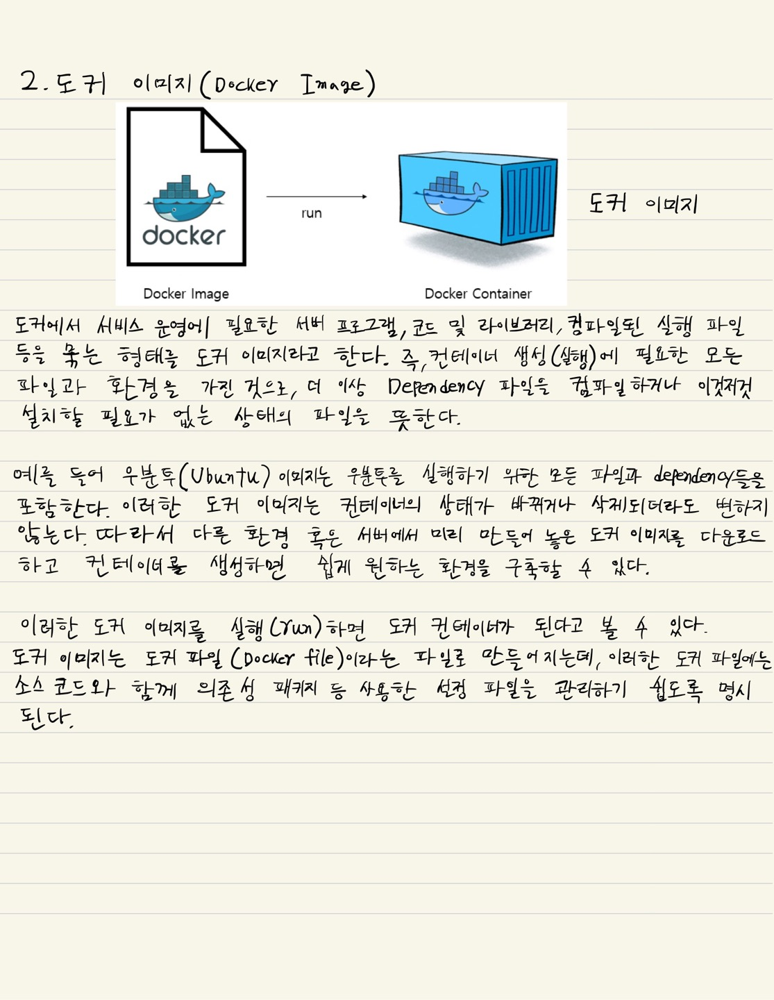 2. 도커 이미지(Docker Image)
docker
run
도커 이미지
Docker Image
Docker Container
도커에서 서비스 운영에 필요한 서버 프로그램, 코드 및 라이브러리, 컴파일된 실행 파일
등을 묶는 형태를 도커 이미지라고 한다. 즉, 컨테이너 생성(실행)에 필요한 모든
파일과 환경을 가진 것으로, 더 이상 Dependency 파일을 컴파일하거나 이것저것
설치할 필요가 없는 상태의 파일을 뜻한다.
예를 들어 우분투(Ubuntu) 이미지는 우분투를 실행하기 위한 모든 파일과 dependency들을
포함한다. 이러한 도커 이미지는 컨테이너의 상태가 바뀌거나 삭제되더라도 변하지
않는다. 따라서 다른 환경 혹은 서버에서 미리 만들어 놓은 도커 이미지를 다운로드
하고 컨테이너를 생성하면 쉽게 원하는 환경을 구축할 수 있다.
이러한 도커 이미지를 실행(run)하면 도커 컨테이너가 된다고 볼 수 있다.
도커 이미지는 도커 파일(Docker file)이라는 파일로 만들어지는데, 이러한 도커 파일에는
소스 코드와 함께 의존성 패키지 등 사용한 설정 파일을 관리하기 쉽도록 명시
된다.